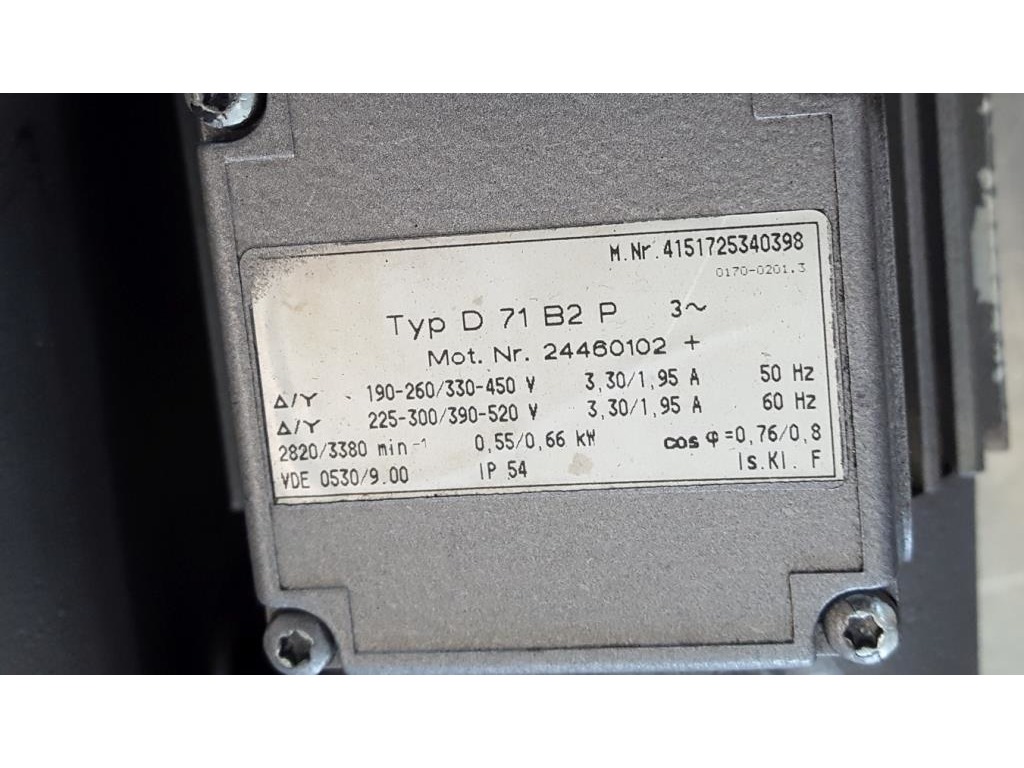 M.Nr.4151725340398
0170-0201.3
Typ D 71 B2 P 3~
Mot. Nr. 24460102 +
Δ/Y 190-260/330-450 V 3,30/1,95 A 50 Hz
Δ/Y 225-300/390-520 V 3,30/1,95 A 60 Hz
2820/3380 min⁻¹ 0,55/0,66 kW cos φ=0,76/0,8
VDE 0530/9.00 IP 54 Is.Kl. F